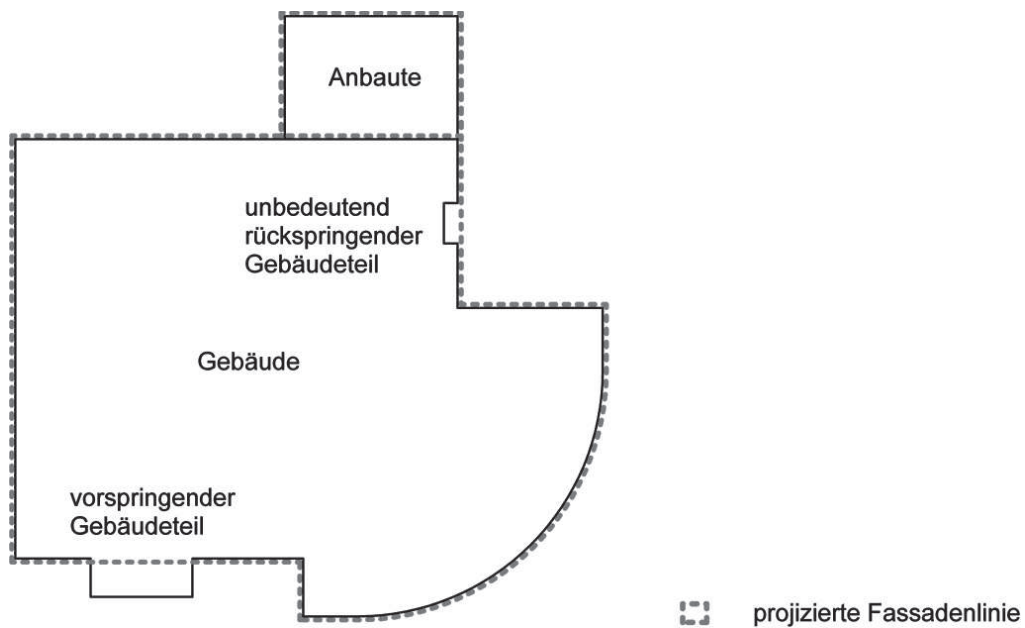 Anbaute
unbedeutend
rückspringender
Gebäudeteil
Gebäude
vorspringender
Gebäudeteil
projizierte Fassadenlinie